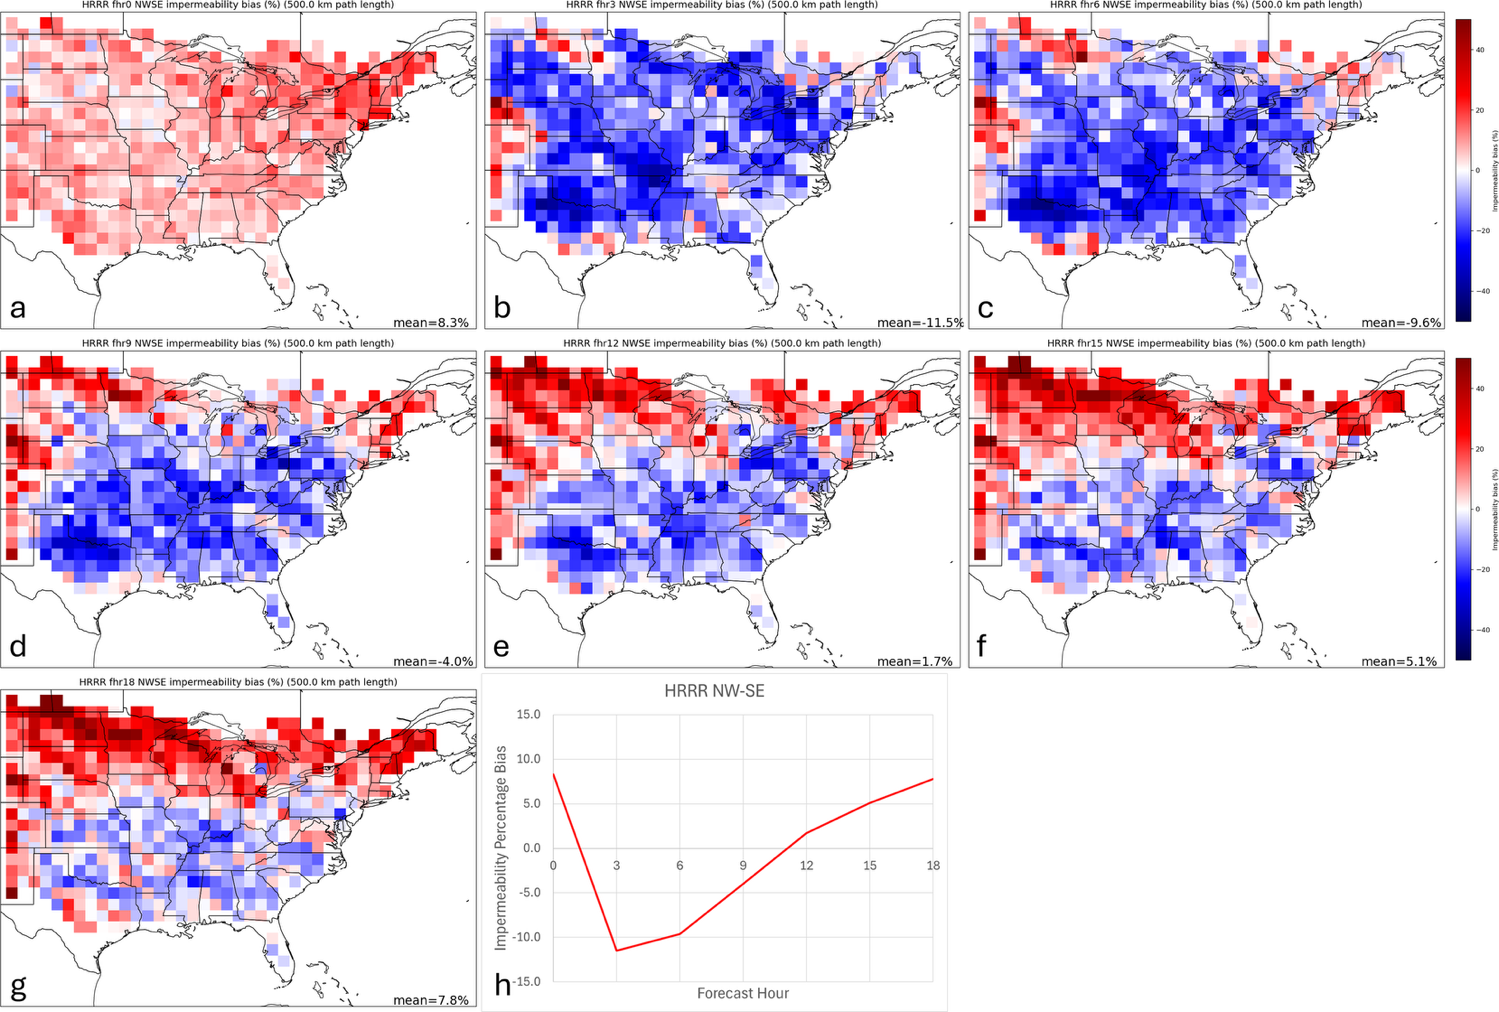 HRRR fhr0 NWSE impermeability bias (%) (500.0 km path length)
HRRR fhr3 NWSE impermeability bias (%) (500.0 km path length)
HRRR fhr6 NWSE impermeability bias (%) (500.0 km path length)
a
mean=8.3%
b
mean=-11.5%
c
mean=-9.6%
40
20
0
−20
−40
Impermeability bias (%)
HRRR fhr9 NWSE impermeability bias (%) (500.0 km path length)
HRRR fhr12 NWSE impermeability bias (%) (500.0 km path length)
HRRR fhr15 NWSE impermeability bias (%) (500.0 km path length)
d
mean=-4.0%
e
mean=1.7%
f
mean=5.1%
40
20
0
−20
−40
Impermeability bias (%)
HRRR fhr18 NWSE impermeability bias (%) (500.0 km path length)
g
mean=7.8%
HRRR NW-SE
15.0
10.0
5.0
0.0
-5.0
-10.0
-15.0
Impermeability Percentage Bias
0 3 6 9 12 15 18
Forecast Hour
h